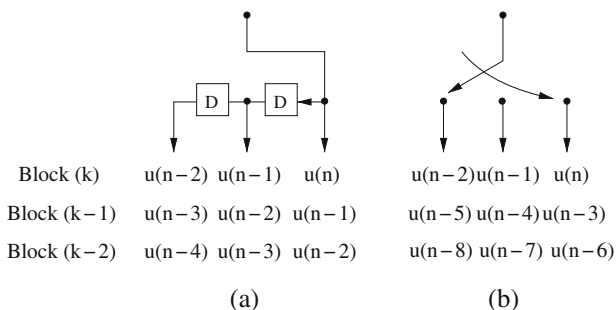 D D
Block (k) u(n−2) u(n−1) u(n) u(n−2) u(n−1) u(n)
Block (k−1) u(n−3) u(n−2) u(n−1) u(n−5) u(n−4) u(n−3)
Block (k−2) u(n−4) u(n−3) u(n−2) u(n−8) u(n−7) u(n−6)
(a) (b)